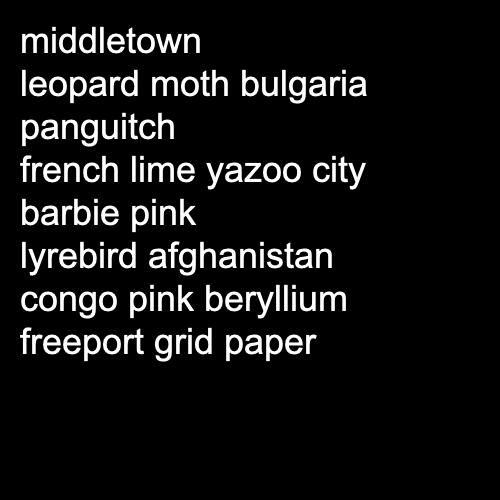 middletown
leopard moth bulgaria
panguitch
french lime yazoo city
barbie pink
lyrebird afghanistan
congo pink beryllium
freeport grid paper